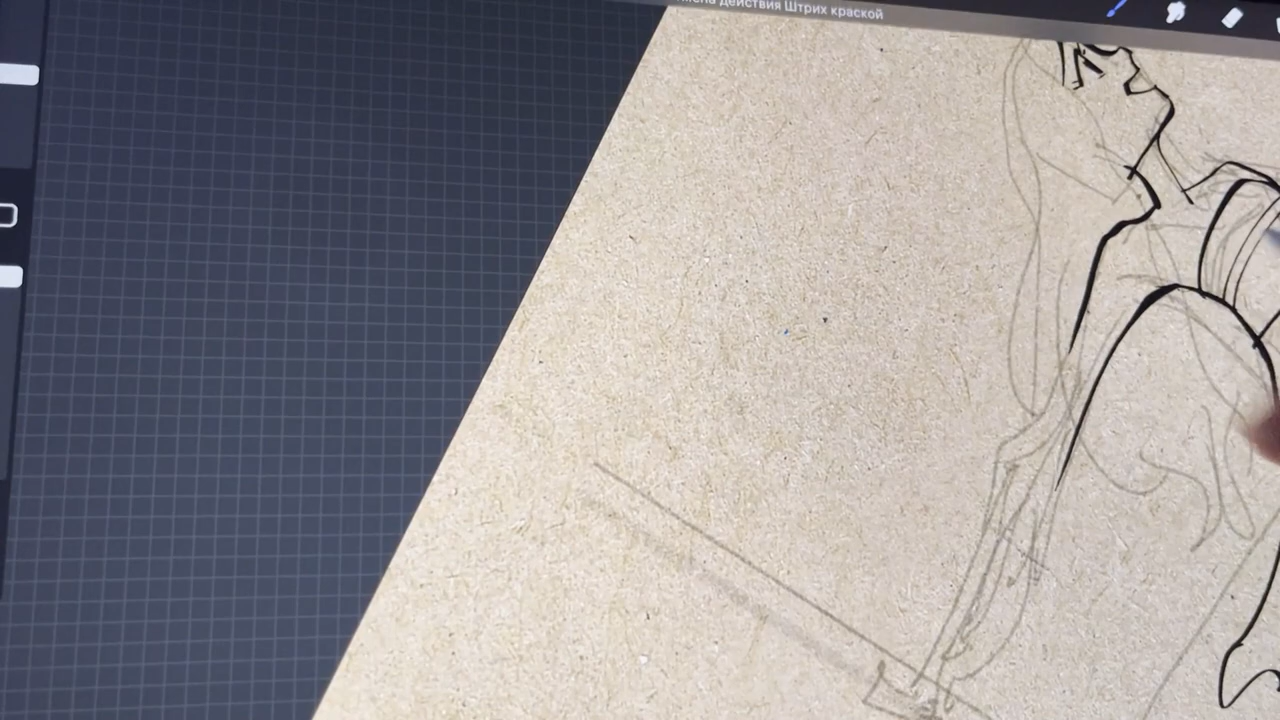 действия Штрих краской